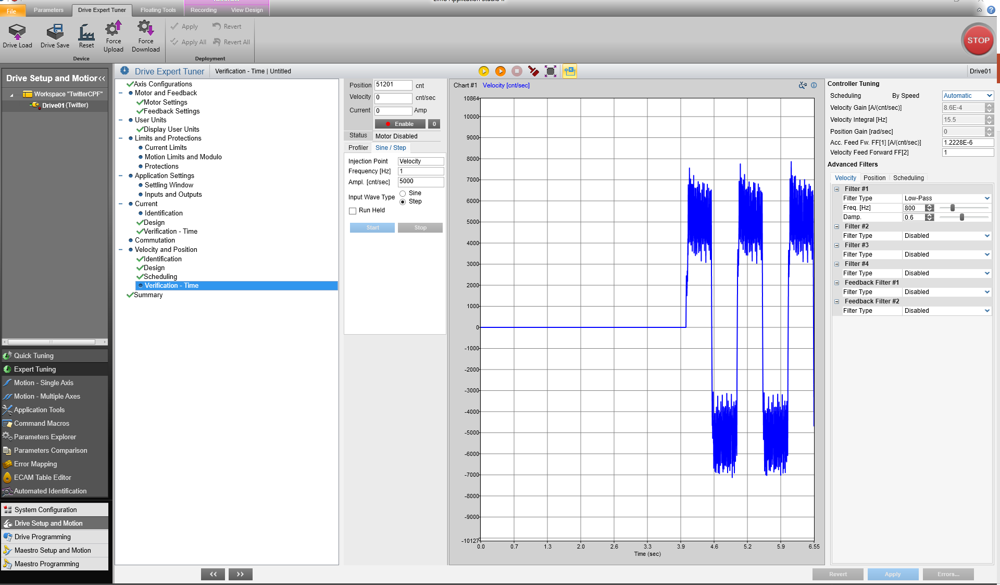 File
Parameters
Drive Expert Tuner
Floating Tools
Recording
View Design
Drive Load
Drive Save
Reset
Force Upload
Force Download
Device
Apply
Revert
Apply All
Revert All
Deployment
STOP
Drive Setup and Motion <<
Workspace "TwitterCPF"
Drive01 (Twitter)
Quick Tuning
Expert Tuning
Motion - Single Axis
Motion - Multiple Axes
Application Tools
Command Macros
Parameters Explorer
Parameters Comparison
Error Mapping
ECAM Table Editor
Automated Identification
System Configuration
Drive Setup and Motion
Drive Programming
Maestro Setup and Motion
Maestro Programming
Drive Expert Tuner
Verification - Time | Untitled
Drive01
Axis Configurations
Motor and Feedback
Motor Settings
Feedback Settings
User Units
Display User Units
Limits and Protections
Current Limits
Motion Limits and Modulo
Protections
Application Settings
Settling Window
Inputs and Outputs
Current
Identification
Design
Verification - Time
Commutation
Velocity and Position
Identification
Design
Scheduling
Verification - Time
Summary
<<
>>
Position 51201 cnt
Velocity 0 cnt/sec
Current 0 Amp
Enable 0
Status Motor Disabled
Profiler Sine / Step
Injection Point Velocity
Frequency [Hz] 1
Ampl. [cnt/sec] 5000
Input Wave Type
Sine
Step
Run Held
Start Stop
Chart #1 Velocity [cnt/sec]
10864
10000
9000
8000
7000
6000
5000
4000
3000
2000
1000
0
-1000
-2000
-3000
-4000
-5000
-6000
-7000
-8000
-9000
-10127
0.0 0.7 1.3 2.0 2.6 3.3 3.9 4.6 5.2 5.9 6.55
Time (sec)
Controller Tuning
Scheduling By Speed Automatic
Velocity Gain [A/(cnt/sec)] 8.6E-4
Velocity Integral [Hz] 15.5
Position Gain [rad/sec] 0
Acc. Feed Fw. FF[1] [A/(cnt/sec)] 1.2228E-6
Velocity Feed Forward FF[2] 1
Advanced Filters
Velocity Position Scheduling
Filter #1
Filter Type Low-Pass
Freq. [Hz] 800
Damp. 0.6
Filter #2
Filter Type Disabled
Filter #3
Filter Type Disabled
Filter #4
Filter Type Disabled
Feedback Filter #1
Filter Type Disabled
Feedback Filter #2
Filter Type Disabled
Revert
Apply
Errors...